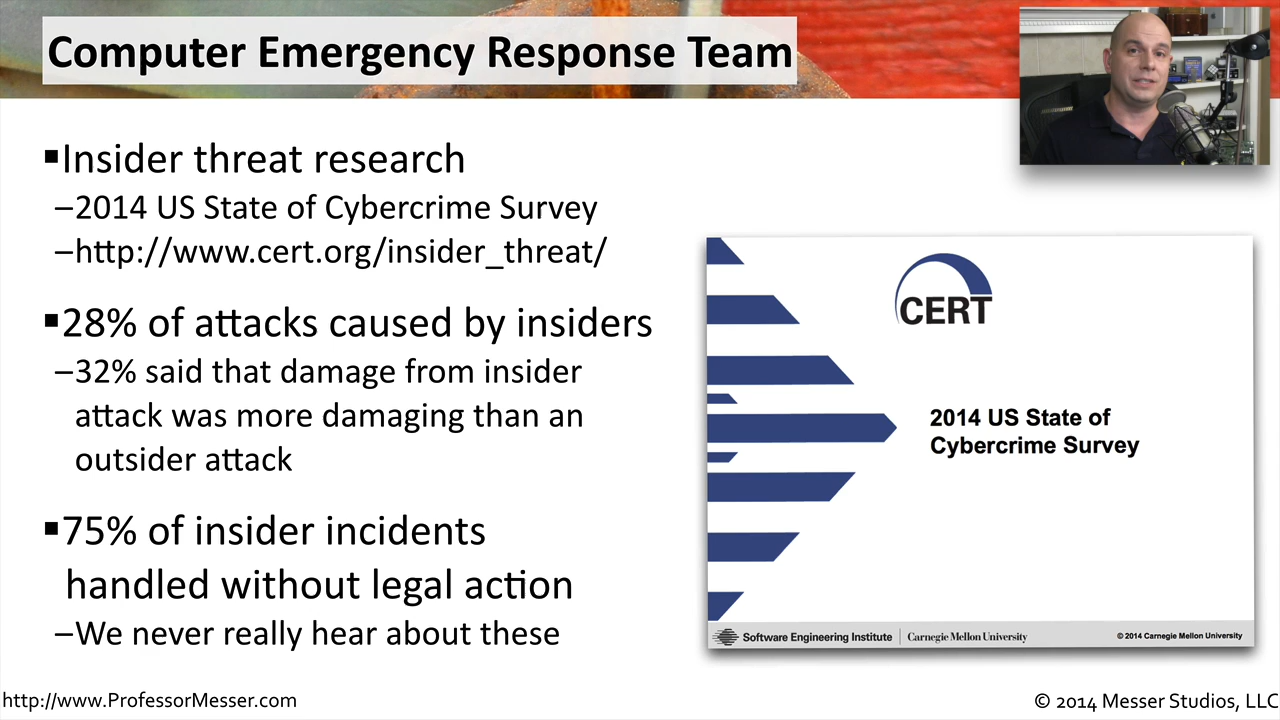 Computer Emergency Response Team
▪Insider threat research
–2014 US State of Cybercrime Survey
–http://www.cert.org/insider_threat/
▪28% of attacks caused by insiders
–32% said that damage from insider
attack was more damaging than an
outsider attack
▪75% of insider incidents
handled without legal action
–We never really hear about these
CERT
2014 US State of
Cybercrime Survey
Software Engineering Institute | Carnegie Mellon University
© 2014 Carnegie Mellon University
http://www.ProfessorMesser.com
© 2014 Messer Studios, LLC